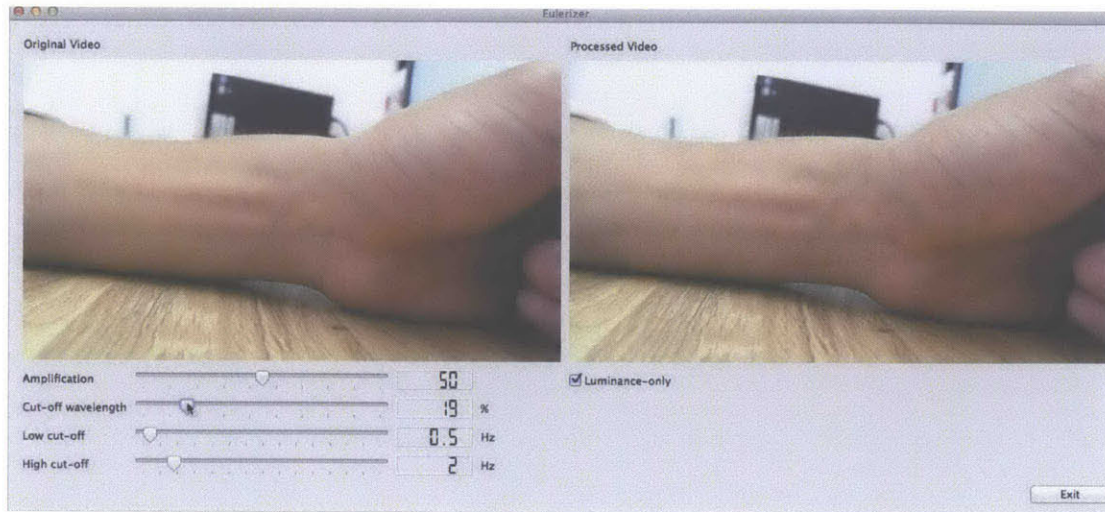 Eulerizer
Original Video
Processed Video
Amplification 50
Cut-off wavelength 19 %
Low cut-off 0.5 Hz
High cut-off 2 Hz
Luminance-only
Exit